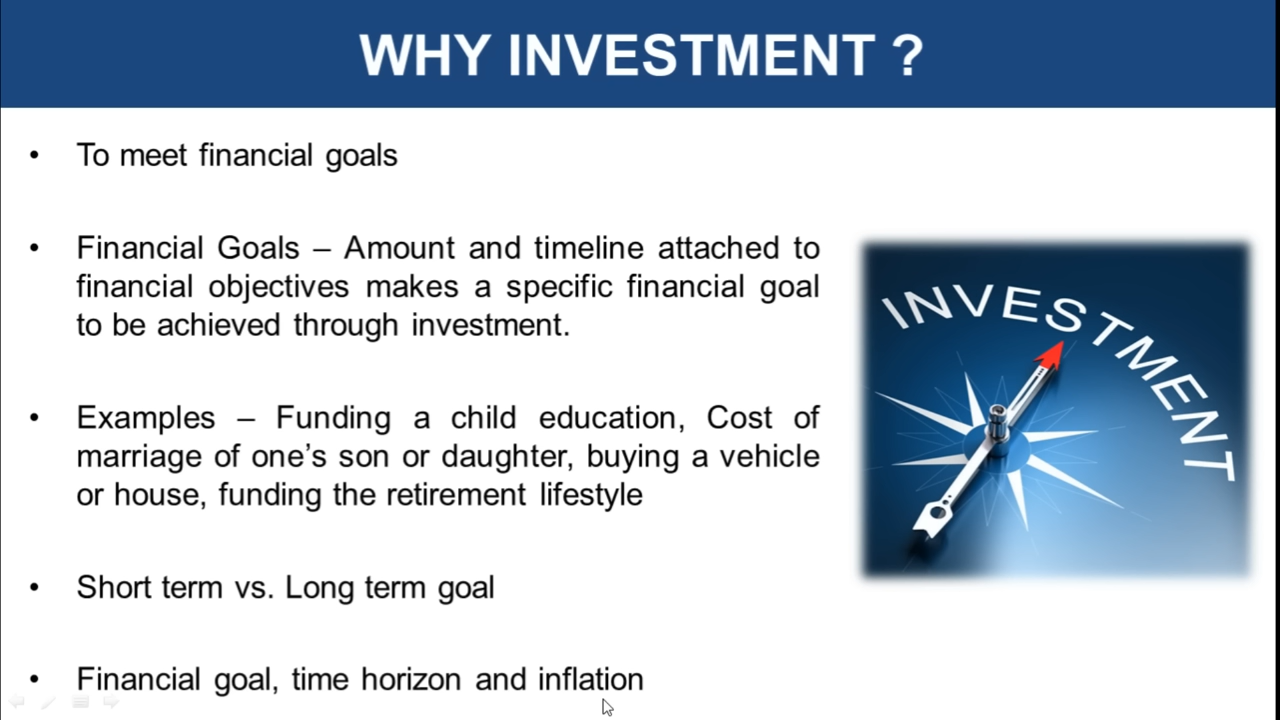 WHY INVESTMENT ?
• To meet financial goals
• Financial Goals – Amount and timeline attached to
financial objectives makes a specific financial goal
to be achieved through investment.
• Examples – Funding a child education, Cost of
marriage of one’s son or daughter, buying a vehicle
or house, funding the retirement lifestyle
• Short term vs. Long term goal
• Financial goal, time horizon and inflation
INVESTMENT